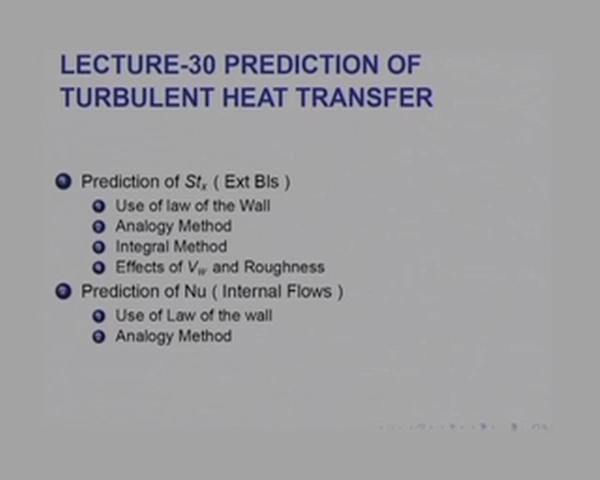 LECTURE-30 PREDICTION OF
TURBULENT HEAT TRANSFER
Prediction of Stx ( Ext Bls )
Use of law of the Wall
Analogy Method
Integral Method
Effects of Vw and Roughness
Prediction of Nu ( Internal Flows )
Use of Law of the wall
Analogy Method